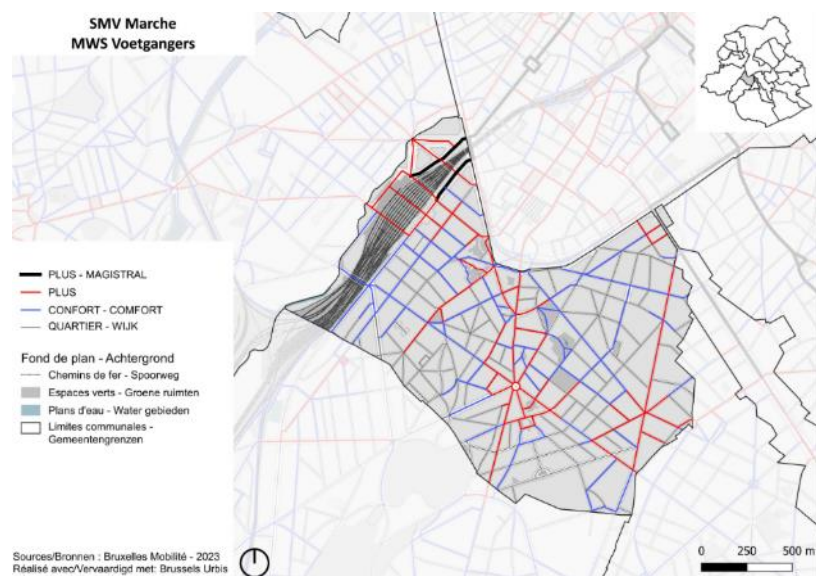 SMV Marche
MWS Voetgangers
PLUS - MAGISTRAL
PLUS
CONFORT - COMFORT
QUARTIER - WIJK
Fond de plan - Achtergrond
Chemins de fer - Spoorweg
Espaces verts - Groene ruimten
Plans d'eau - Water gebieden
Limites communales -
Gemeentengrenzen
Sources/Bronnen : Bruxelles Mobilité - 2023
Réalisé avec/Vervaardigd met: Brussels Urbis
0 250 500 m